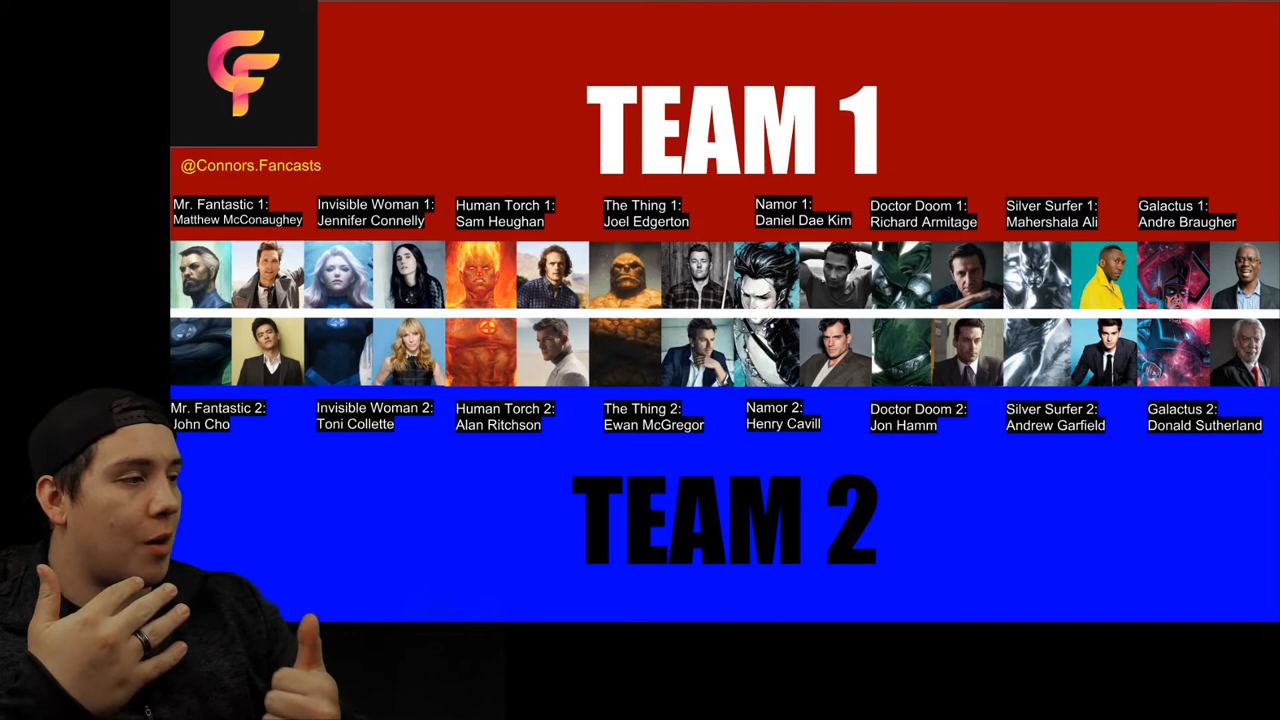 CF
@Connors.Fancasts
TEAM 1
Mr. Fantastic 1:
Matthew McConaughey
Invisible Woman 1:
Jennifer Connelly
Human Torch 1:
Sam Heughan
The Thing 1:
Joel Edgerton
Namor 1:
Daniel Dae Kim
Doctor Doom 1:
Richard Armitage
Silver Surfer 1:
Mahershala Ali
Galactus 1:
Andre Braugher
Mr. Fantastic 2:
John Cho
Invisible Woman 2:
Toni Collette
Human Torch 2:
Alan Ritchson
The Thing 2:
Ewan McGregor
Namor 2:
Henry Cavill
Doctor Doom 2:
Jon Hamm
Silver Surfer 2:
Andrew Garfield
Galactus 2:
Donald Sutherland
TEAM 2